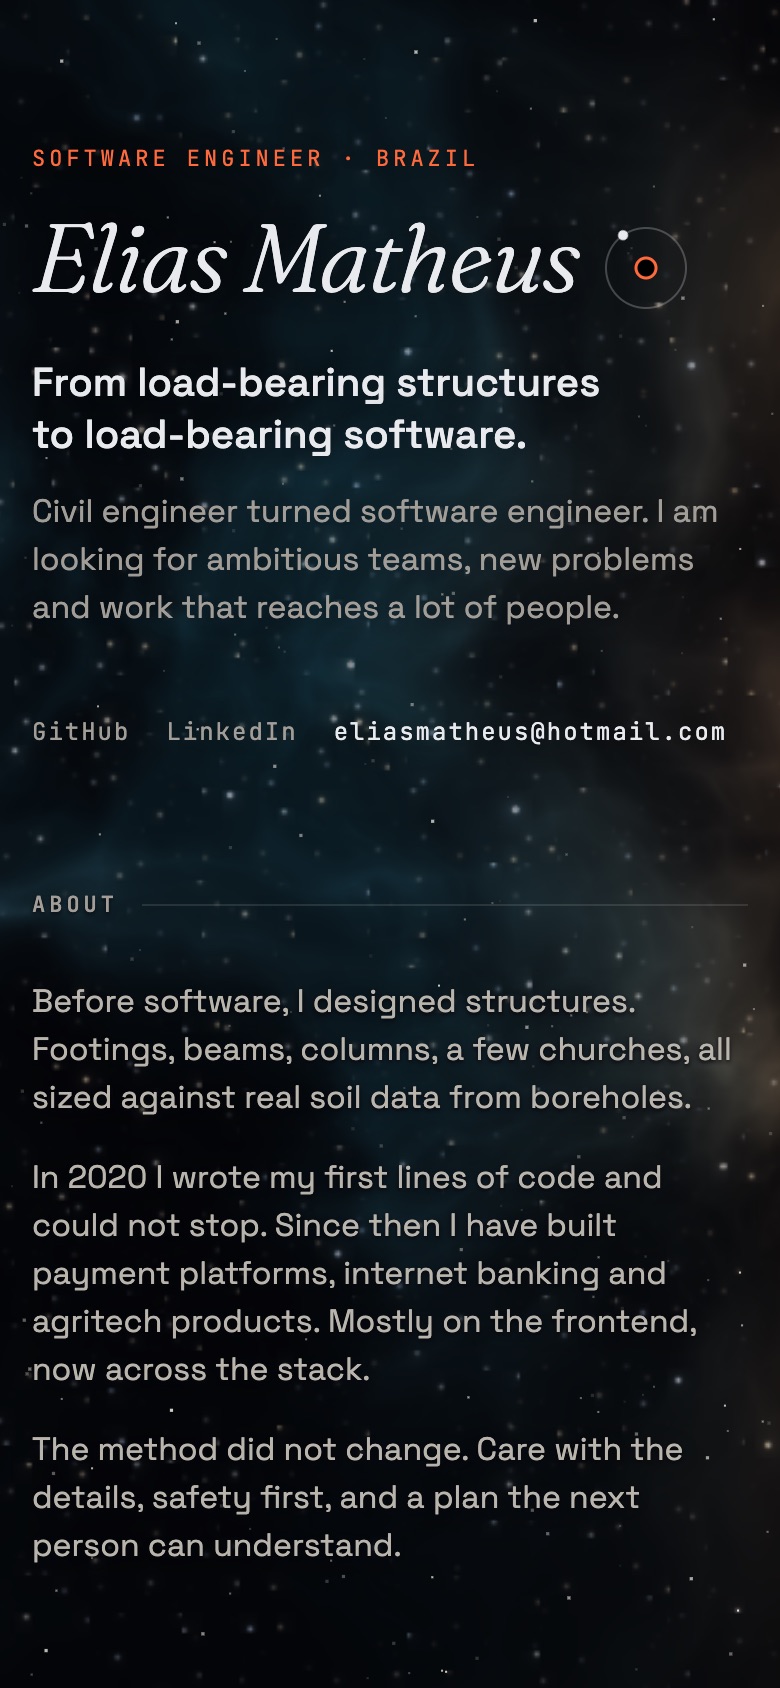 SOFTWARE ENGINEER · BRAZIL
Elias Matheus
From load-bearing structures
to load-bearing software.
Civil engineer turned software engineer. I am
looking for ambitious teams, new problems
and work that reaches a lot of people.
GitHub LinkedIn eliasmatheus@hotmail.com
ABOUT
Before software, I designed structures.
Footings, beams, columns, a few churches, all
sized against real soil data from boreholes.
In 2020 I wrote my first lines of code and
could not stop. Since then I have built
payment platforms, internet banking and
agritech products. Mostly on the frontend,
now across the stack.
The method did not change. Care with the
details, safety first, and a plan the next
person can understand.